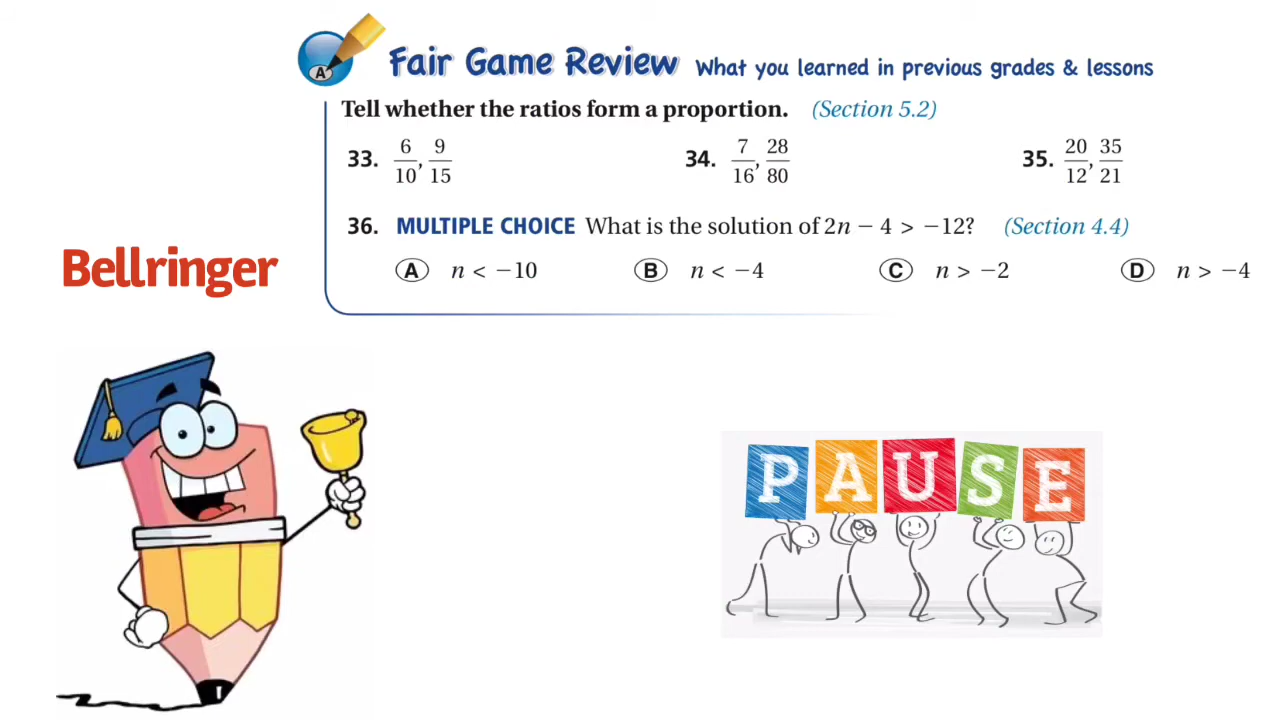 A
Fair Game Review What you learned in previous grades & lessons
Tell whether the ratios form a proportion. (Section 5.2)
33. 6/10, 9/15 34. 7/16, 28/80 35. 20/12, 35/21
36. MULTIPLE CHOICE What is the solution of 2n − 4 > −12? (Section 4.4)
A n < −10 B n < −4 C n > −2 D n > −4
Bellringer
PAUSE